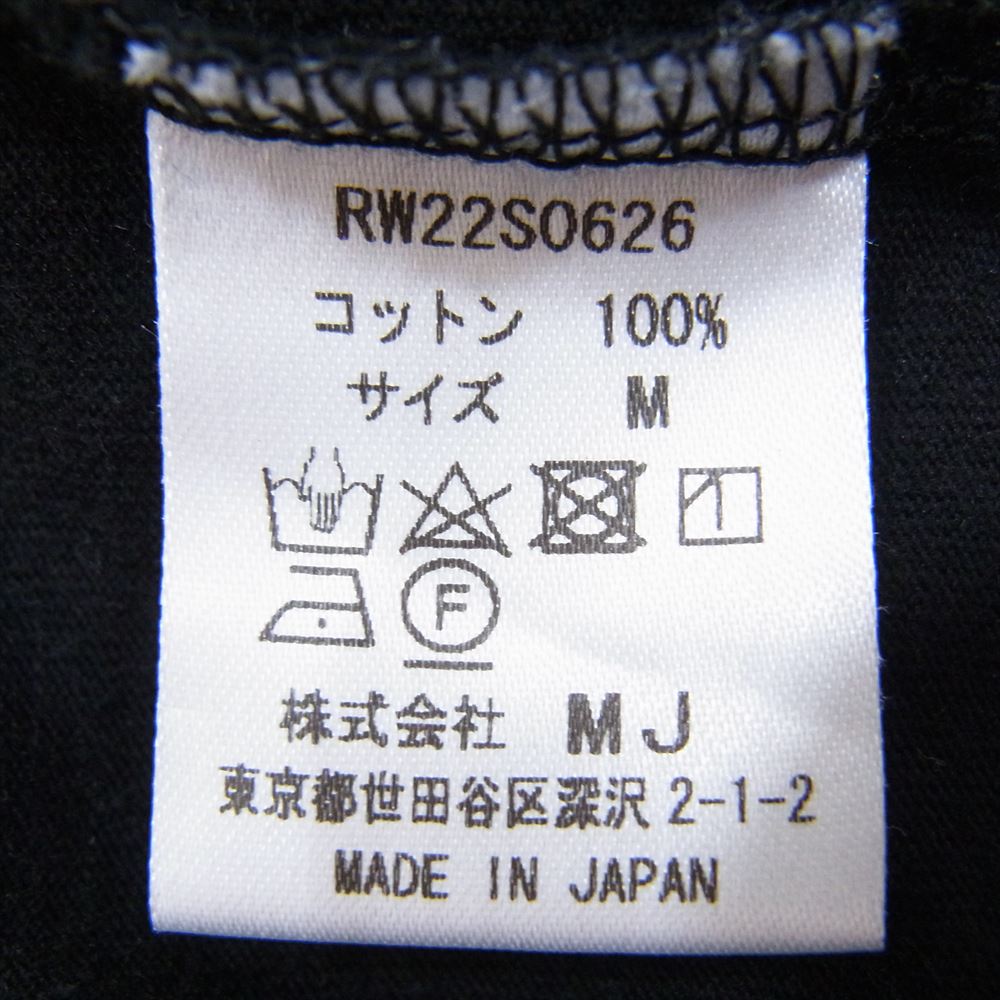 RW22S0626
コットン 100%
サイズ M
F
株式会社 MJ
東京都世田谷区深沢2-1-2
MADE IN JAPAN